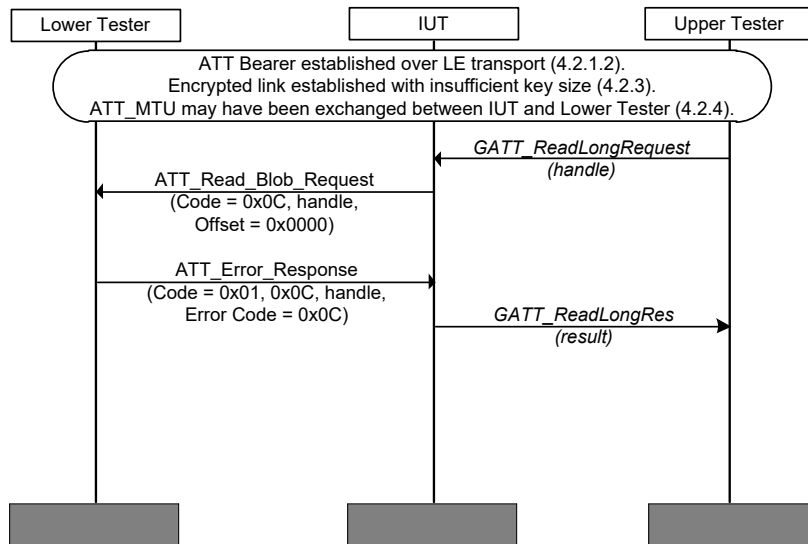 Lower Tester
IUT
Upper Tester
ATT Bearer established over LE transport (4.2.1.2).
Encrypted link established with insufficient key size (4.2.3).
ATT_MTU may have been exchanged between IUT and Lower Tester (4.2.4).
GATT_ReadLongRequest
(handle)
ATT_Read_Blob_Request
(Code = 0x0C, handle,
Offset = 0x0000)
ATT_Error_Response
(Code = 0x01, 0x0C, handle,
Error Code = 0x0C)
GATT_ReadLongRes
(result)